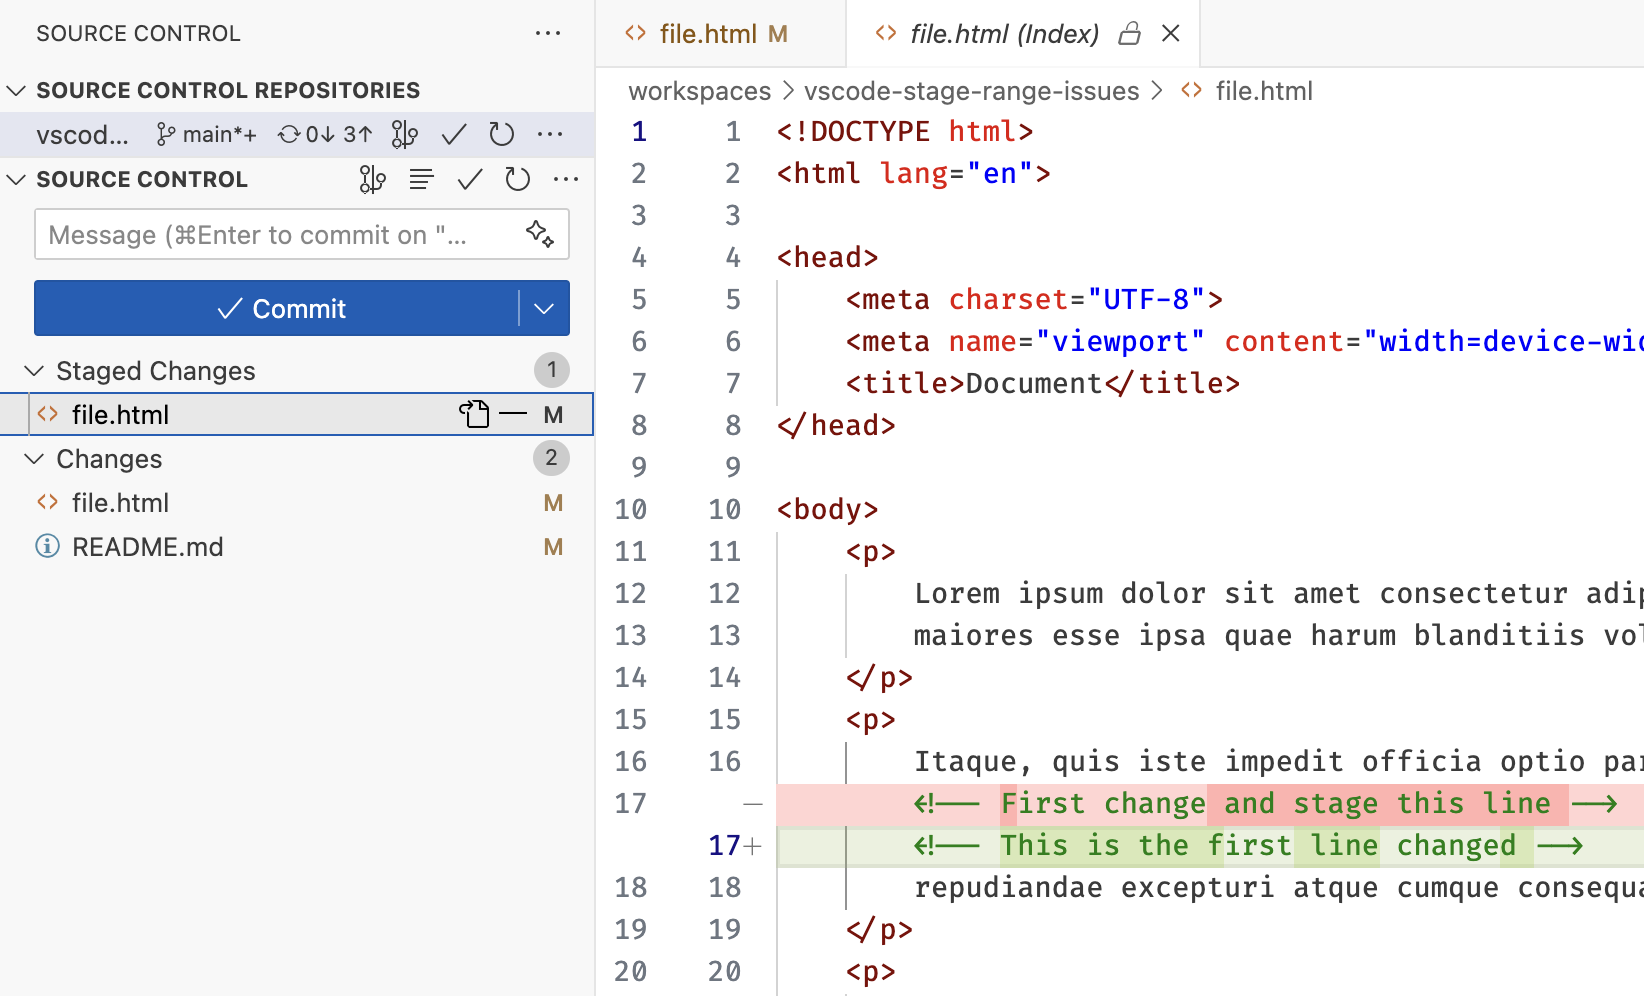 SOURCE CONTROL
SOURCE CONTROL REPOSITORIES
vscod... main*+ 0↓ 3↑
SOURCE CONTROL
Message (⌘Enter to commit on "...
Commit
Staged Changes 1
file.html M
Changes 2
file.html M
README.md M
file.html M
file.html (Index)
workspaces > vscode-stage-range-issues > file.html
1 1 <!DOCTYPE html>
2 2 <html lang="en">
3 3
4 4 <head>
5 5 <meta charset="UTF-8">
6 6 <meta name="viewport" content="width=device-wid
7 7 <title>Document</title>
8 8 </head>
9 9
10 10 <body>
11 11 <p>
12 12 Lorem ipsum dolor sit amet consectetur adip
13 13 maiores esse ipsa quae harum blanditiis vol
14 14 </p>
15 15 <p>
16 16 Itaque, quis iste impedit officia optio par
17 — <!-- First change and stage this line -->
17+ <!-- This is the first line changed -->
18 18 repudiandae excepturi atque cumque consequa
19 19 </p>
20 20 <p>